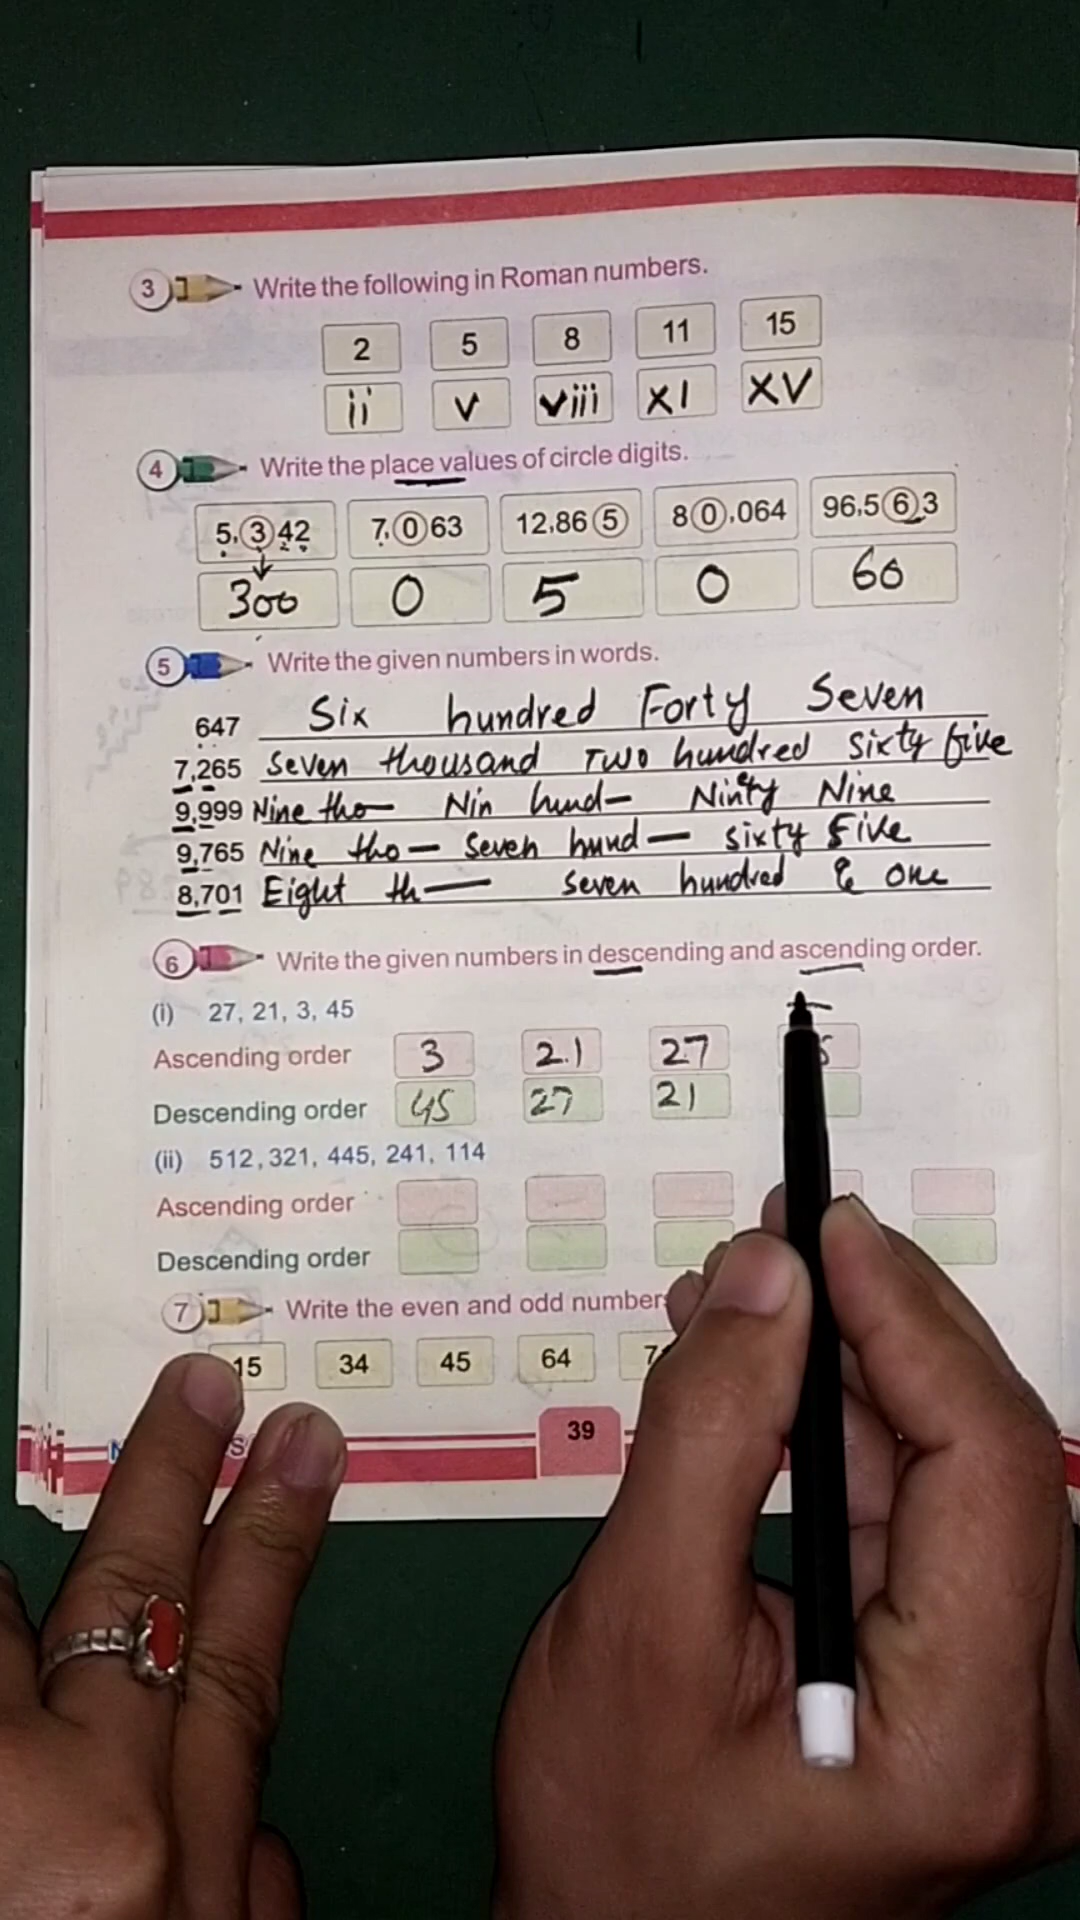 3 Write the following in Roman numbers.
2 5 8 11 15
ii v viii XI XV
4 Write the place values of circle digits.
5,342 7,063 12,865 80,064 96,563
300 0 5 0 60
5 Write the given numbers in words.
647 Six hundred Forty Seven
7,265 Seven thousand Two hundred sixty five
9,999 Nine tho— Nin hund— Ninety Nine
9,765 Nine tho— Seven hund— sixty Five
8,701 Eight th— seven hundred & one
6 Write the given numbers in descending and ascending order.
(i) 27, 21, 3, 45
Ascending order 3 2.1 27
Descending order 45 27 21
(ii) 512, 321, 445, 241, 114
Ascending order
Descending order
7 Write the even and odd number
15 34 45 64
39